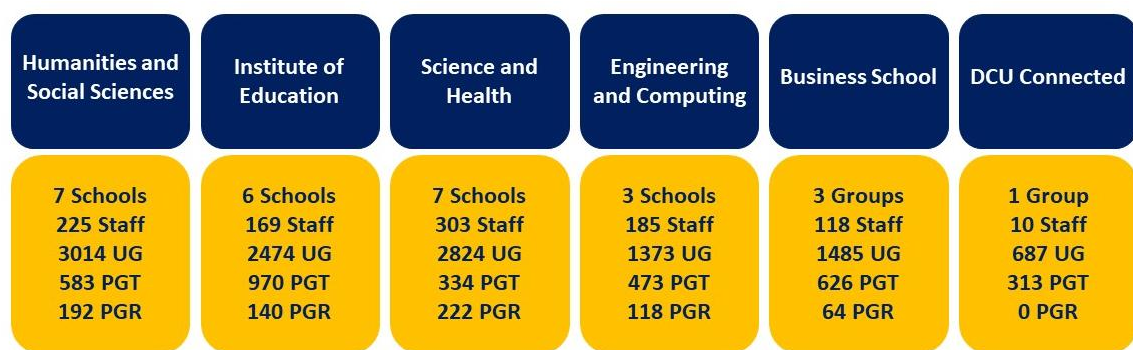 Humanities and
Social Sciences
Institute of
Education
Science and
Health
Engineering
and Computing
Business School
DCU Connected
7 Schools
225 Staff
3014 UG
583 PGT
192 PGR
6 Schools
169 Staff
2474 UG
970 PGT
140 PGR
7 Schools
303 Staff
2824 UG
334 PGT
222 PGR
3 Schools
185 Staff
1373 UG
473 PGT
118 PGR
3 Groups
118 Staff
1485 UG
626 PGT
64 PGR
1 Group
10 Staff
687 UG
313 PGT
0 PGR